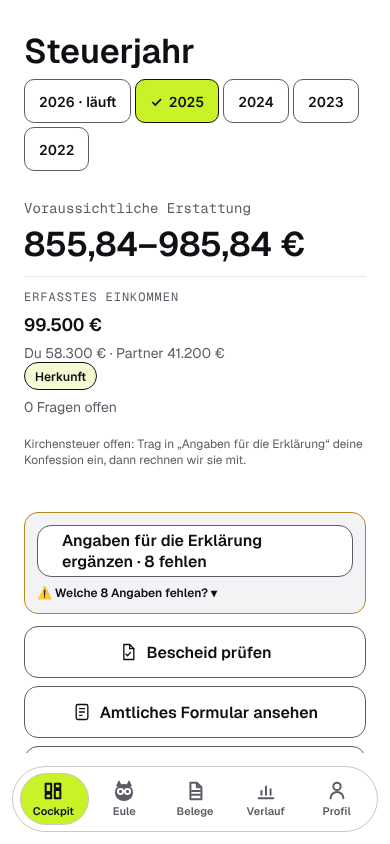 Steuerjahr
2026 · läuft
✓ 2025
2024
2023
2022
Voraussichtliche Erstattung
855,84–985,84 €
ERFASSTES EINKOMMEN
99.500 €
Du 58.300 € · Partner 41.200 €
Herkunft
0 Fragen offen
Kirchensteuer offen: Trag in „Angaben für die Erklärung“ deine
Konfession ein, dann rechnen wir sie mit.
Angaben für die Erklärung
ergänzen · 8 fehlen
⚠️ Welche 8 Angaben fehlen? ▾
Bescheid prüfen
Amtliches Formular ansehen
Cockpit
Eule
Belege
Verlauf
Profil